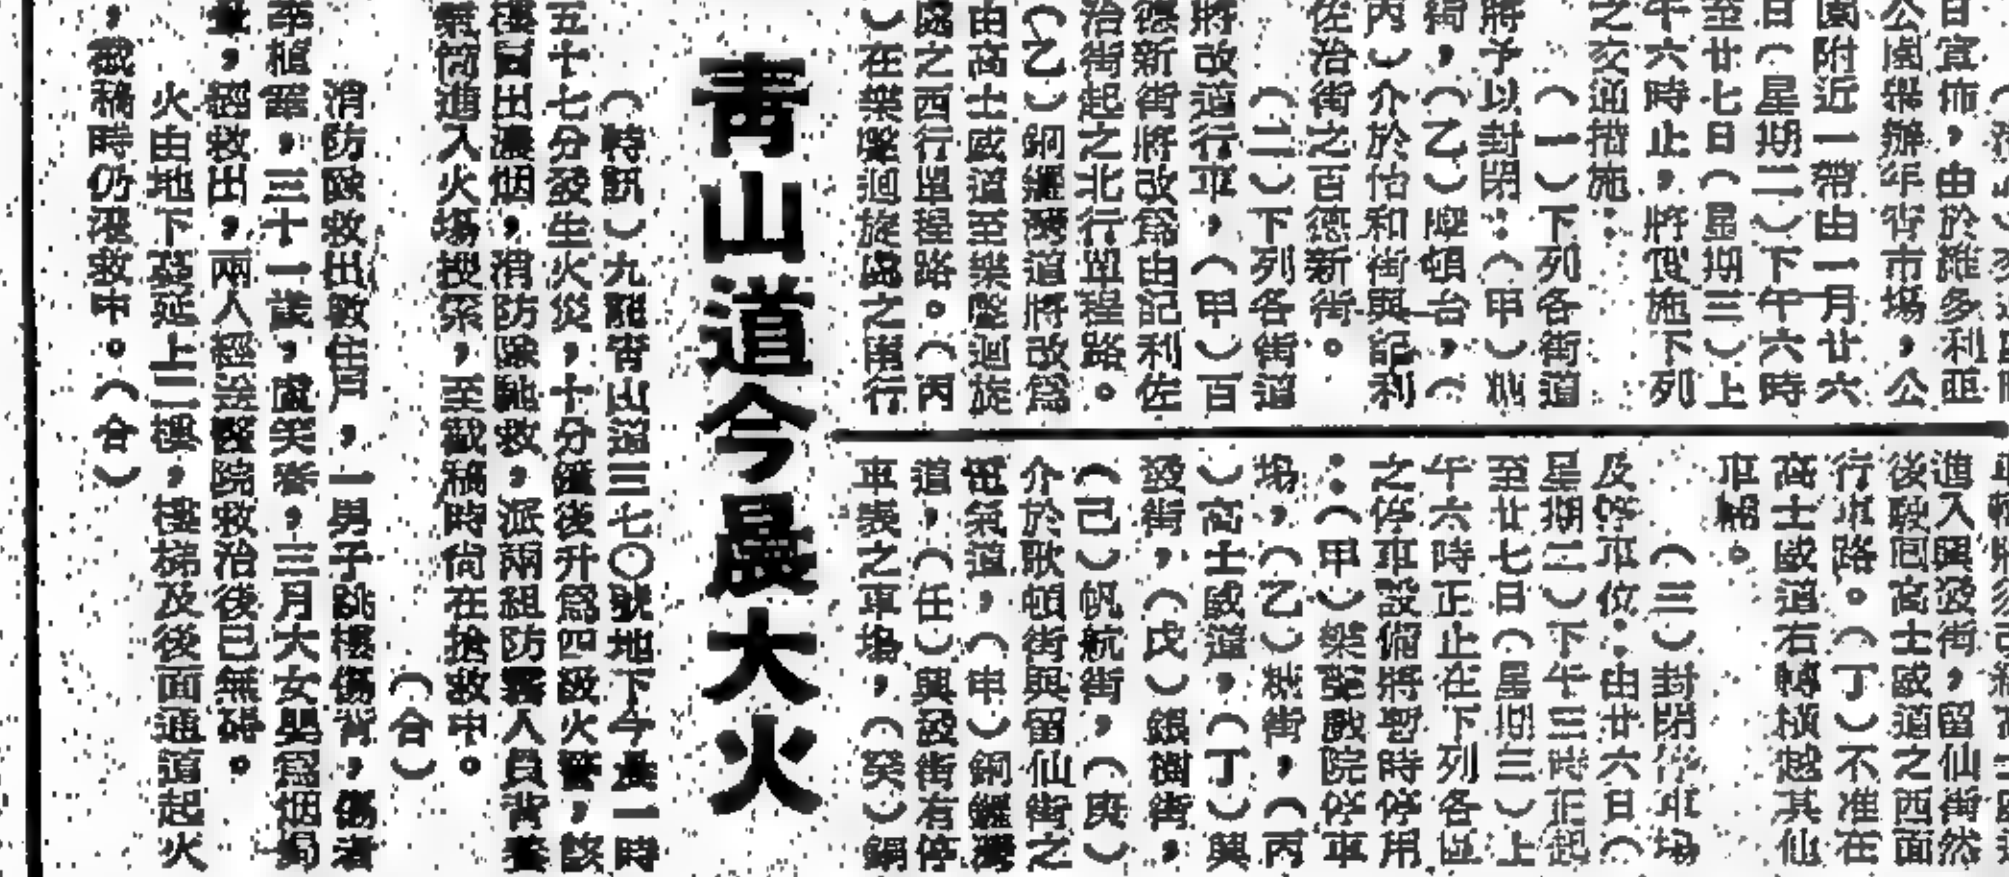 日宣佈，由於維多利亞
公園舉辦年宵市場，公
園附近一帶由一月廿六
日（星期二）下午六時
至廿七日（星期三）上
午六時止，將實施下列
之交通措施：
（一）下列各街道
將予以封閉：（甲）
街，（乙）摩頓台，（
丙）介於怡和街與記利
佐治街之百德新街。
（二）下列各街道
將改道行車，（甲）百
德新街將改爲由記利佐
治街起之北行單程路。
（乙）銅鑼灣道將改爲
由高士威道至樂聲迴旋
處之西行單程路。（丙
）在樂聲迴旋處之南行
進入興發街，留仙街然
後駛回高士威道之西面
行車路。（丁）不准在
高士威道右轉橫越其他
車輛。
（三）封閉停車場
及停車位：由廿六日（
星期二）下午三時正起
至廿七日（星期三）上
午六時正止在下列各區
之停車設備將暫時停用
：（甲）樂聲戲院停車
場，（乙）街，（丙
）高士威道，（丁）興
發街，（戊）銀樹街，
（己）帆航街，（庚）
介於歌頓街與留仙街之
電氣道，（申）銅鑼灣
道，（任）興發街有停
車表之車場，（癸）銅
青山道今晨大火
（時訊）九龍青山道三七〇號地下今晨一時
五十七分發生火災，十分鐘後升爲四級火警，該
樓冒出濃烟，消防隊馳救，派兩組防霧人員背養
氣筒進入火場搜索，至截稿時尚在搶救中。
（合）
消防隊救出數住戶，一男子跳樓傷背，傷者
李植，三十一歲，盧笑，三月大女嬰爲烟焗
暈，經救出，兩人經送醫院救治後已無碍。
火由地下蔓延上二樓，樓梯及後面通道起火
，截稿時仍灌救中。（合）